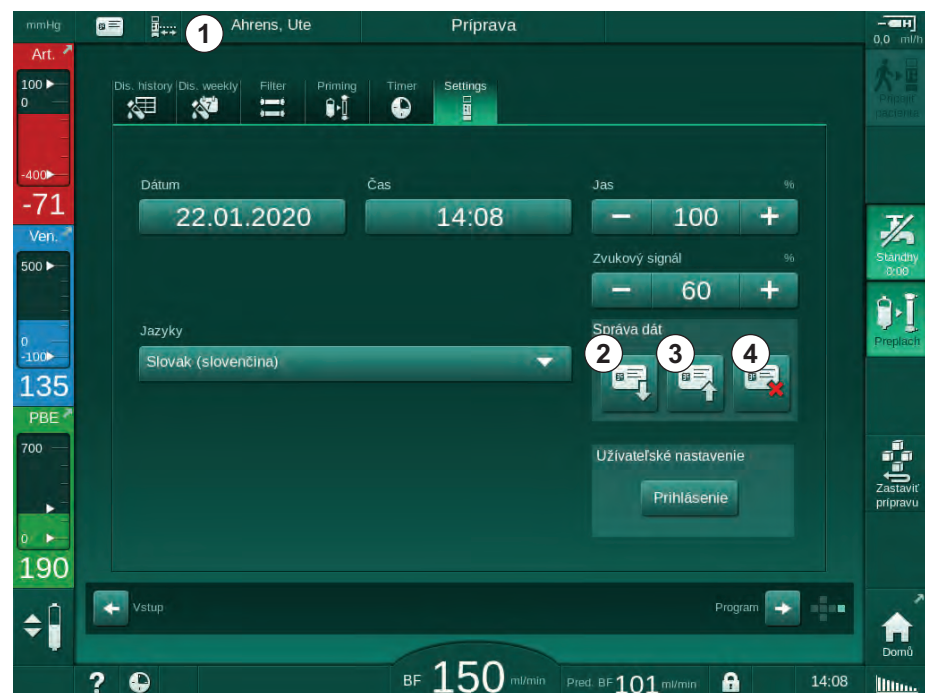 mmHg
1
Ahrens, Ute
Príprava
0,0 ml/h
Art.
100
0
-400
-71
Ven.
500
0
-100
135
PBE
700
0
190
Dis. history
Dis. weekly
Filter
Priming
Timer
Settings
Dátum
Čas
Jas
%
22.01.2020
14:08
− 100 +
Zvukový signál
%
− 60 +
Jazyky
Slovak (slovenčina)
Správa dát
2
3
4
Užívateľské nastavenie
Prihlásenie
Vstup
Program
Pripojiť
pacienta
Standby
0:00
Preplach
Zastaviť
prípravu
Domů
?
BF 150 ml/min
Pred. BF 101 ml/min
14:08